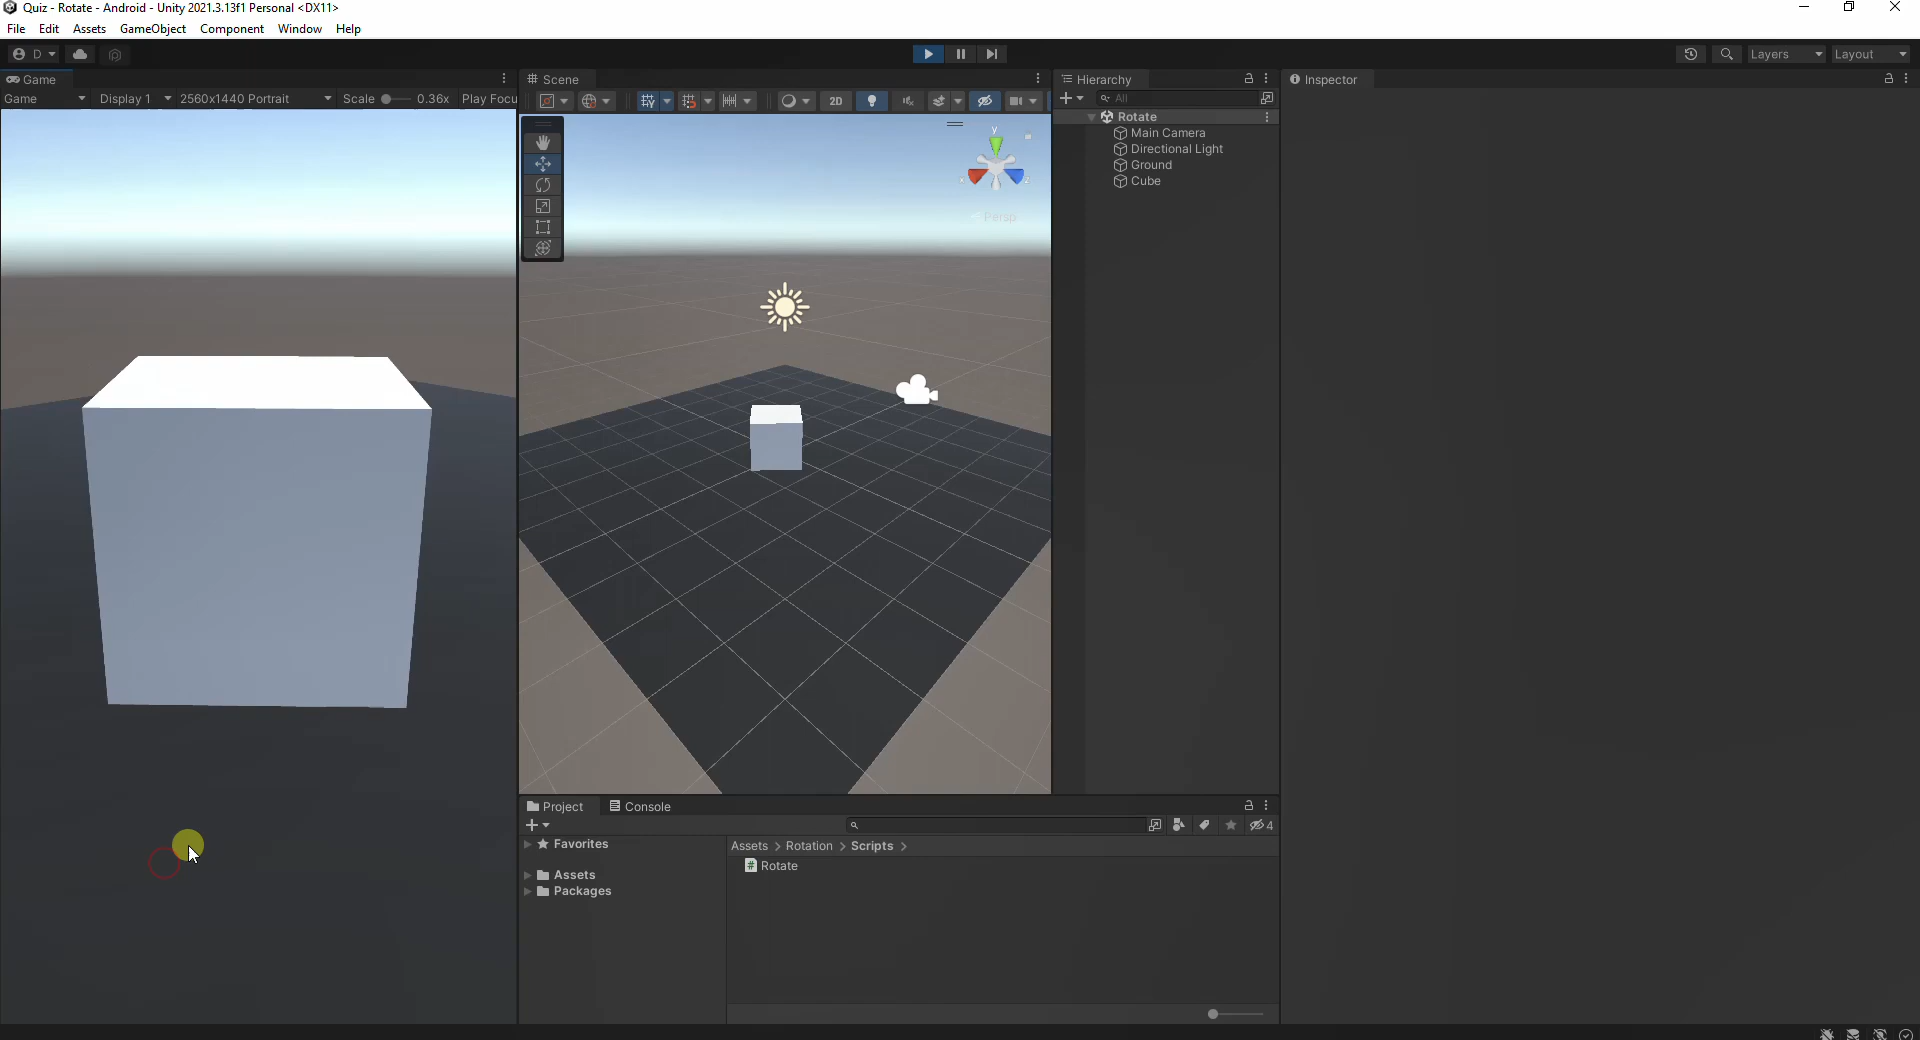 Quiz - Rotate - Android - Unity 2021.3.13f1 Personal <DX11>
File Edit Assets GameObject Component Window Help
D Layers Layout
Game Scene Hierarchy Inspector
Game Display 1 2560x1440 Portrait Scale 0.36x Play Focu 2D All
Rotate
y
Main Camera
Directional Light
Ground
x z
Cube
Persp
Project Console
4
Favorites Assets Rotation Scripts
Rotate
Assets
Packages